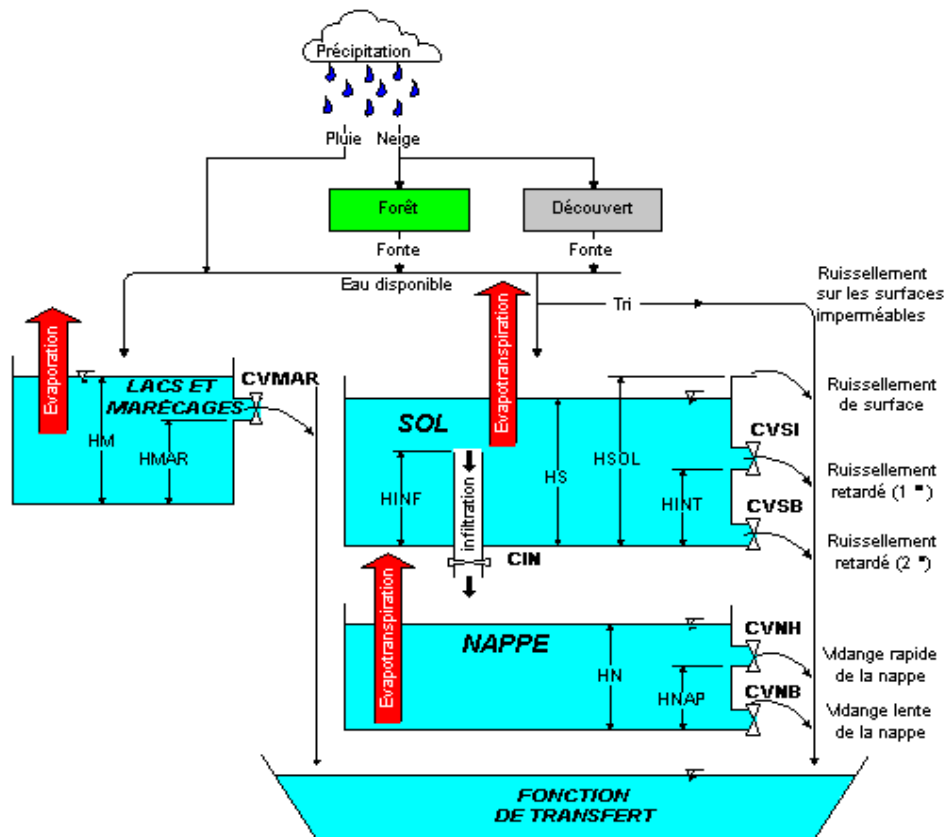 Précipitation
Pluie
Neige
Forêt
Découvert
Fonte
Fonte
Eau disponible
Tri
Ruissellement
sur les surfaces
imperméables
Evaporation
Evapotranspiration
LACS ET
MARÉCAGES
CVMAR
HM
HMAR
SOL
HINF
infiltration
HS
HSOL
HINT
CVSI
CVSB
CIN
Ruissellement
de surface
Ruissellement
retardé (1 )
Ruissellement
retardé (2 )
Evapotranspiration
NAPPE
HN
HNAP
CVNH
CVNB
Vidange rapide
de la nappe
Vidange lente
de la nappe
FONCTION
DE TRANSFERT